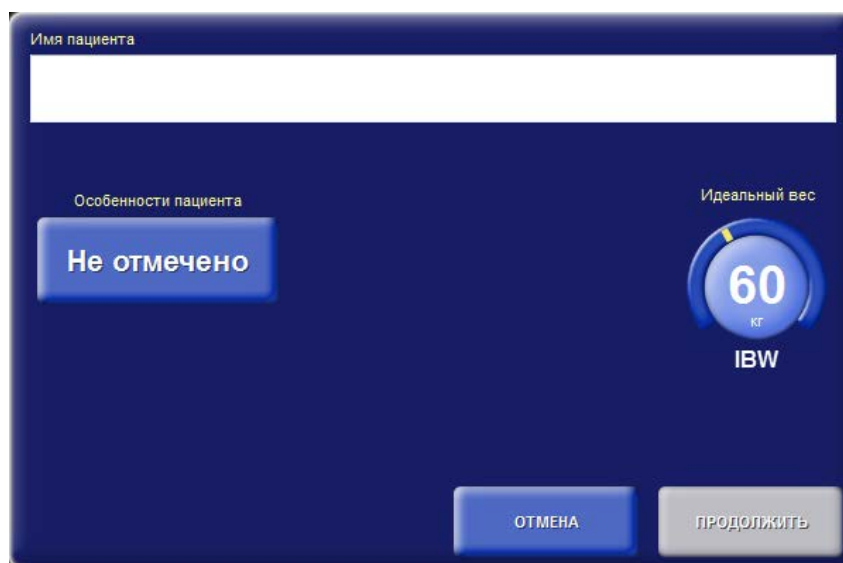 Имя пациента
Особенности пациента
Не отмечено
Идеальный вес
60
кг
IBW
ОТМЕНА
ПРОДОЛЖИТЬ